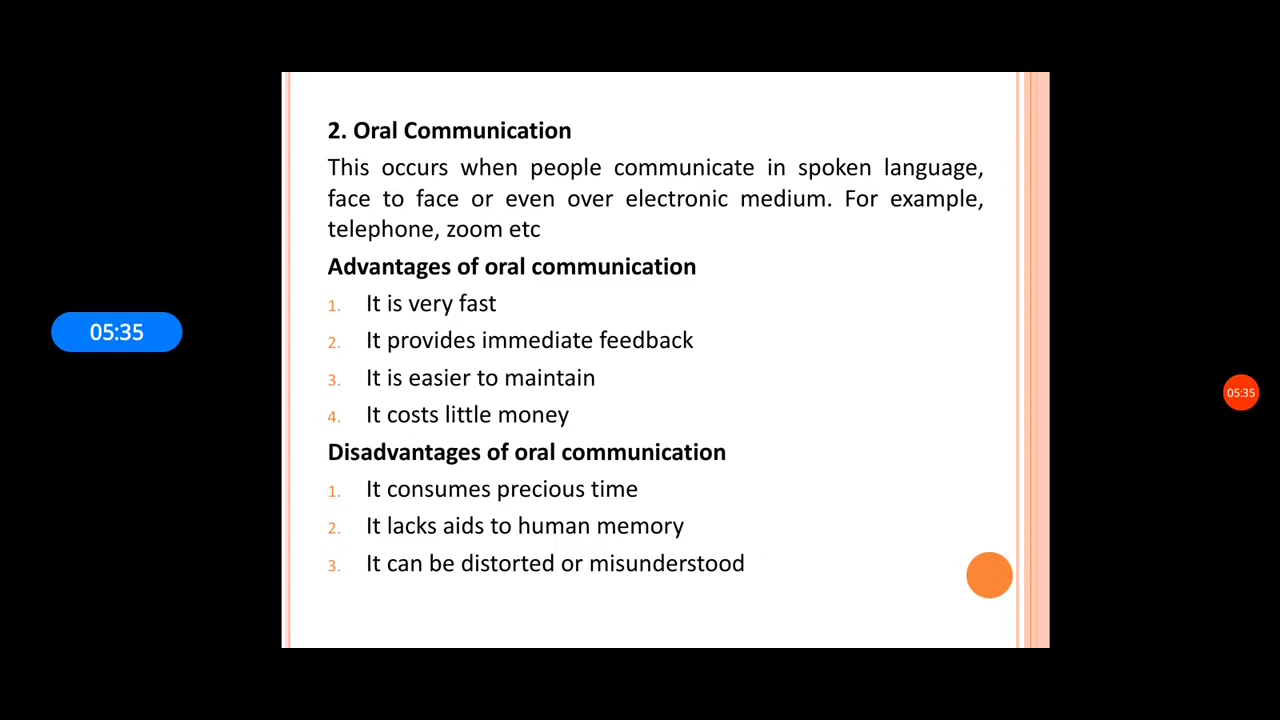 2. Oral Communication
This occurs when people communicate in spoken language,
face to face or even over electronic medium. For example,
telephone, zoom etc
Advantages of oral communication
1. It is very fast
2. It provides immediate feedback
3. It is easier to maintain
4. It costs little money
Disadvantages of oral communication
1. It consumes precious time
2. It lacks aids to human memory
3. It can be distorted or misunderstood
05:35
05:35